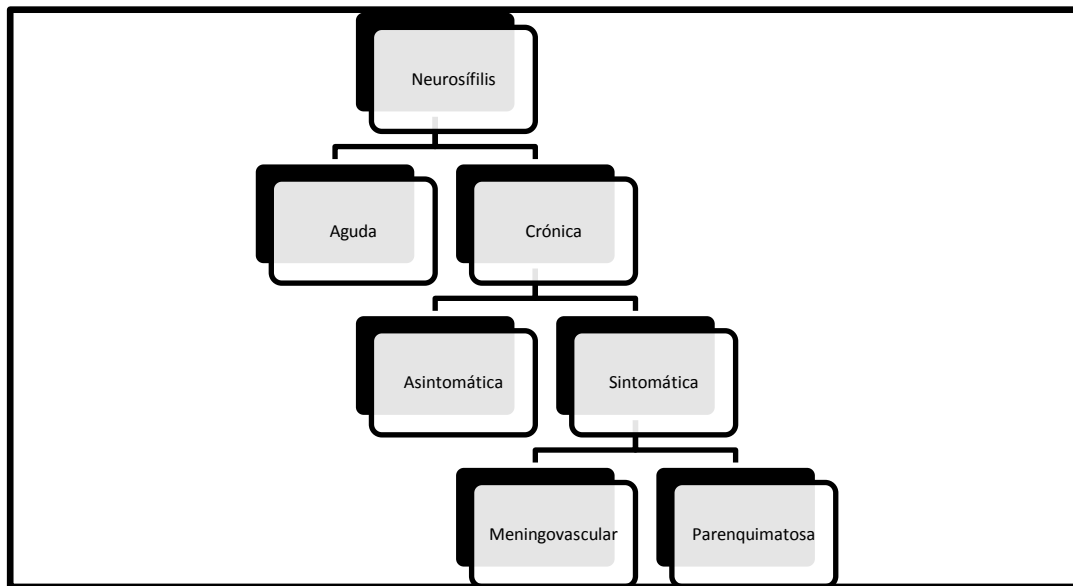 Neurosífilis
Aguda
Crónica
Asintomática
Sintomática
Meningovascular
Parenquimatosa